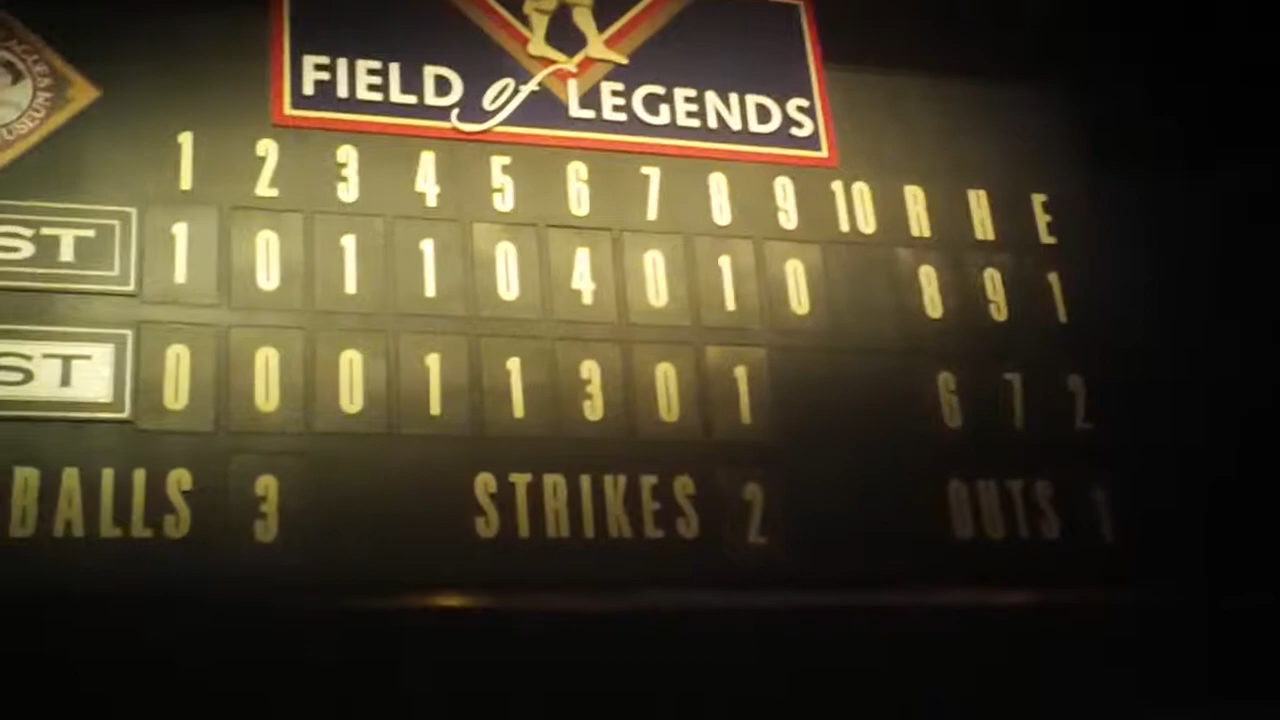 FIELD of LEGENDS
1 2 3 4 5 6 7 8 9 10 R H E
ST 1 0 1 1 0 4 0 1 0 8 9 1
ST 0 0 0 1 1 3 0 1 6 7 2
BALLS 3 STRIKES 2 OUTS 1